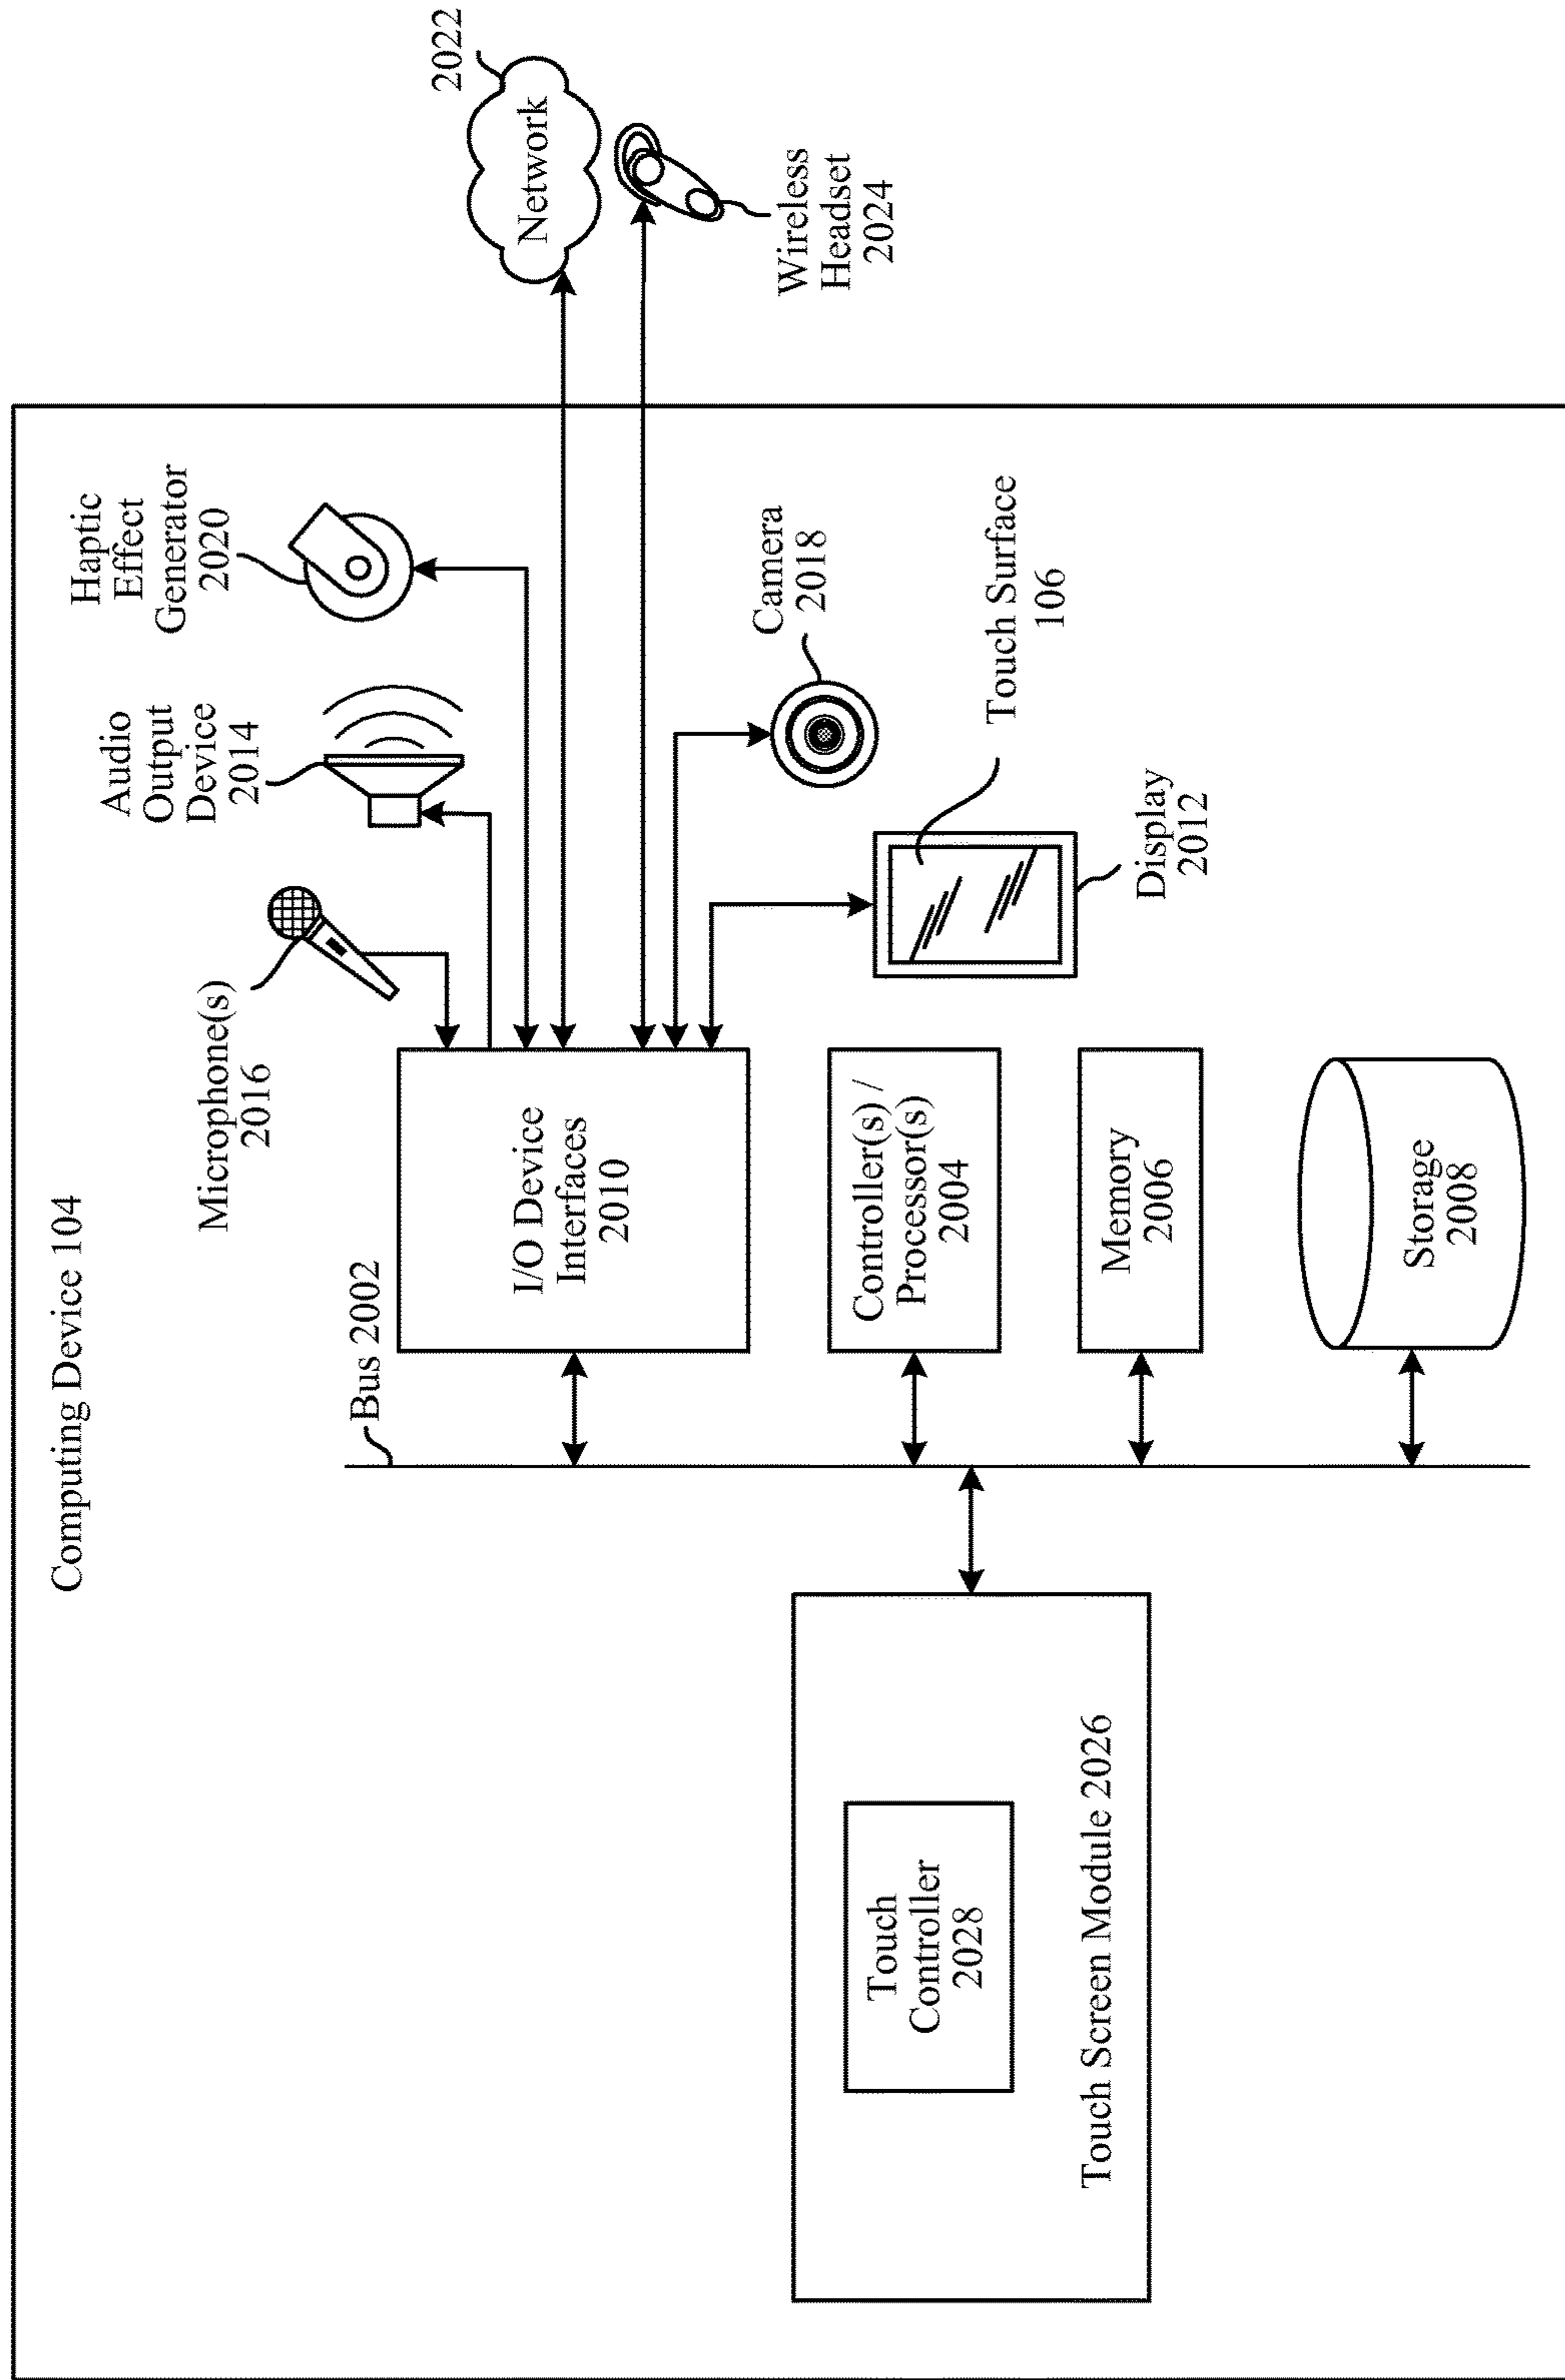 Computing Device 104
Bus 2002
Microphone(s)
2016
Audio
Output
Device
2014
Haptic
Effect
Generator
2020
2022
Network
Wireless
Headset
2024
I/O Device
Interfaces
2010
Camera
2018
Touch Surface
106
Display
2012
Controller(s) /
Processor(s)
2004
Memory
2006
Storage
2008
Touch
Controller
2028
Touch Screen Module 2026